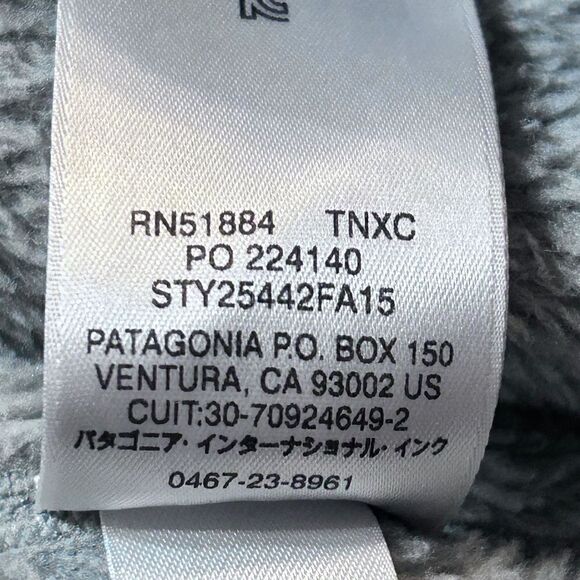 RN51884 TNXC
PO 224140
STY25442FA15
PATAGONIA P.O. BOX 150
VENTURA, CA 93002 US
CUIT:30-70924649-2
パタゴニア・インターナショナル・インク
0467-23-8961